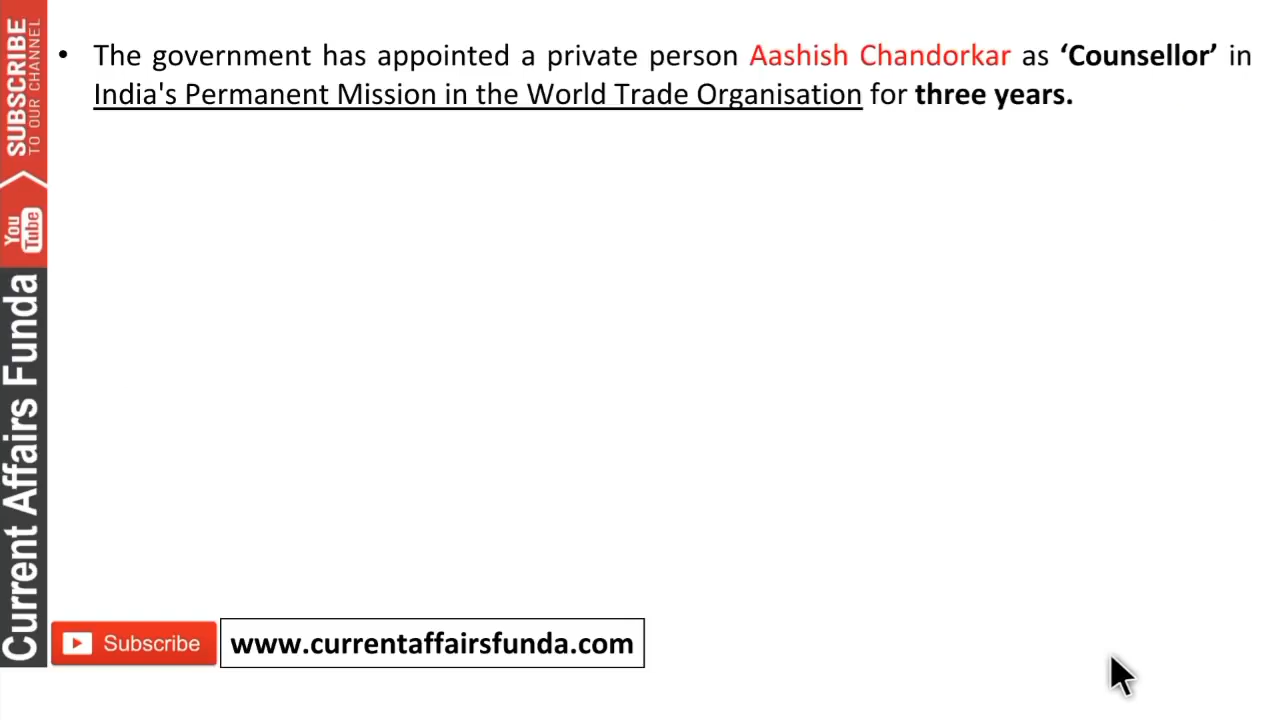 • The government has appointed a private person Aashish Chandorkar as ‘Counsellor’ in
India's Permanent Mission in the World Trade Organisation for three years.
SUBSCRIBE
TO OUR CHANNEL
You
Tube
Current Affairs Funda
Subscribe
www.currentaffairsfunda.com